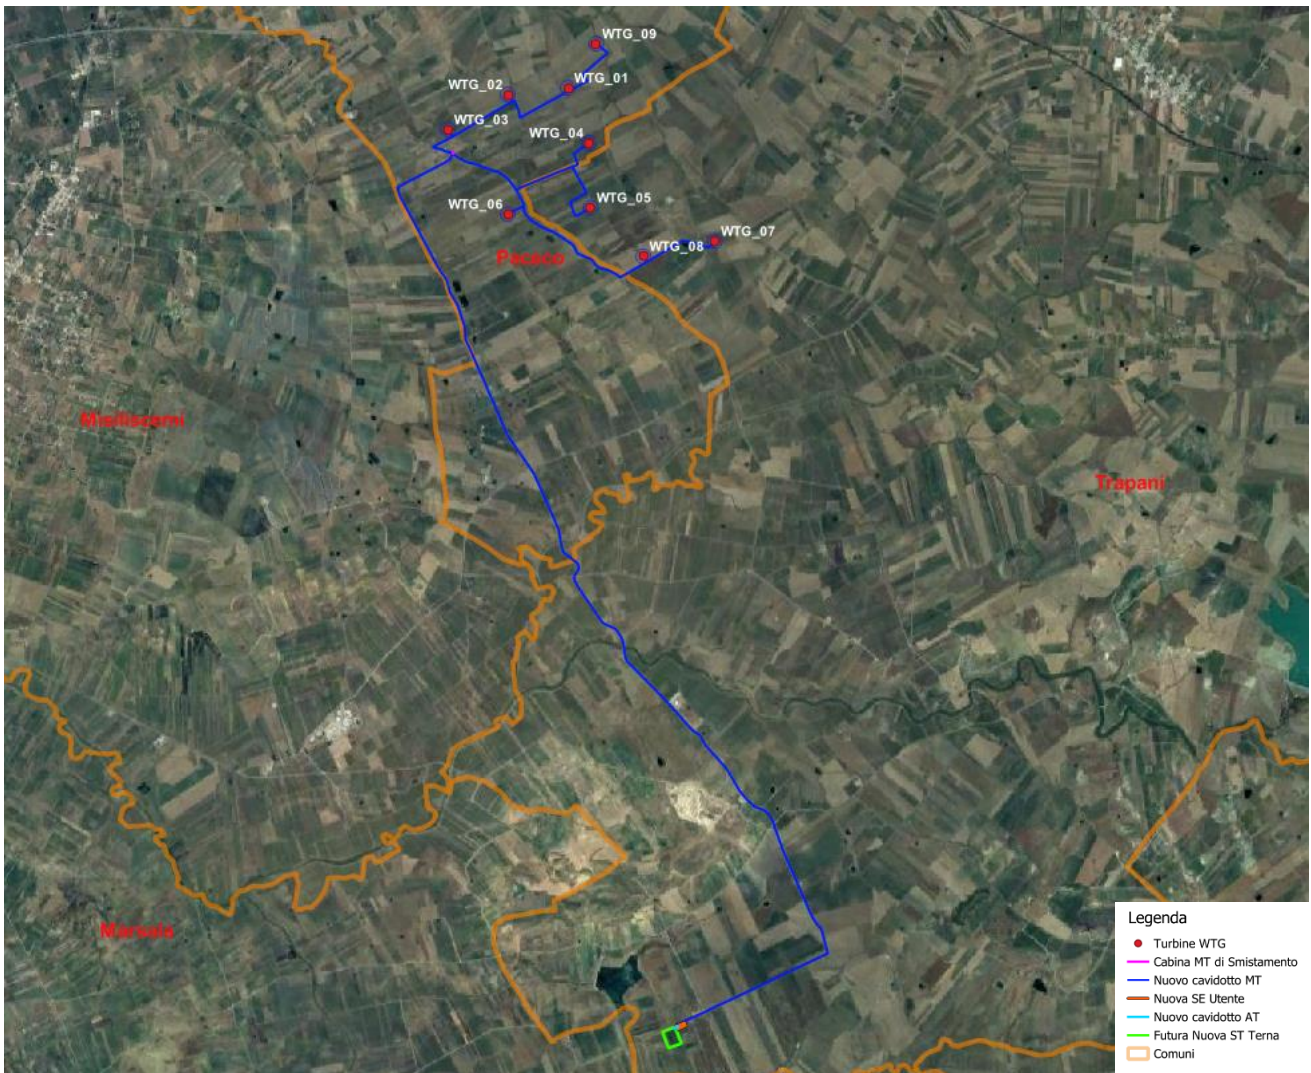 WTG_09
WTG_02
WTG_01
WTG_03
WTG_04
WTG_06
WTG_05
WTG_07
WTG_08
Paceco
Misiliscemi
Trapani
Marsala
Legenda
Turbine WTG
Cabina MT di Smistamento
Nuovo cavidotto MT
Nuova SE Utente
Nuovo cavidotto AT
Futura Nuova ST Terna
Comuni